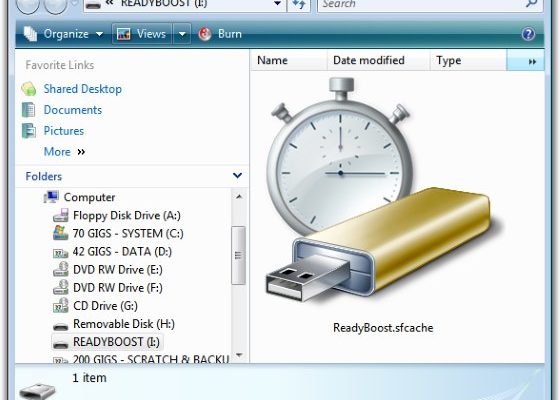 « READYBOOST (I:)
Search
Organize Views Burn
Favorite Links
Shared Desktop
Documents
Pictures
More »
Folders
Computer
Floppy Disk Drive (A:)
70 GIGS - SYSTEM (C:)
42 GIGS - DATA (D:)
DVD RW Drive (E:)
DVD RW Drive (F:)
CD Drive (G:)
Removable Disk (H:)
READYBOOST (I:)
200 GIGS - SCRATCH & BACKU
Name Date modified Type »
ReadyBoost.sfcache
1 item